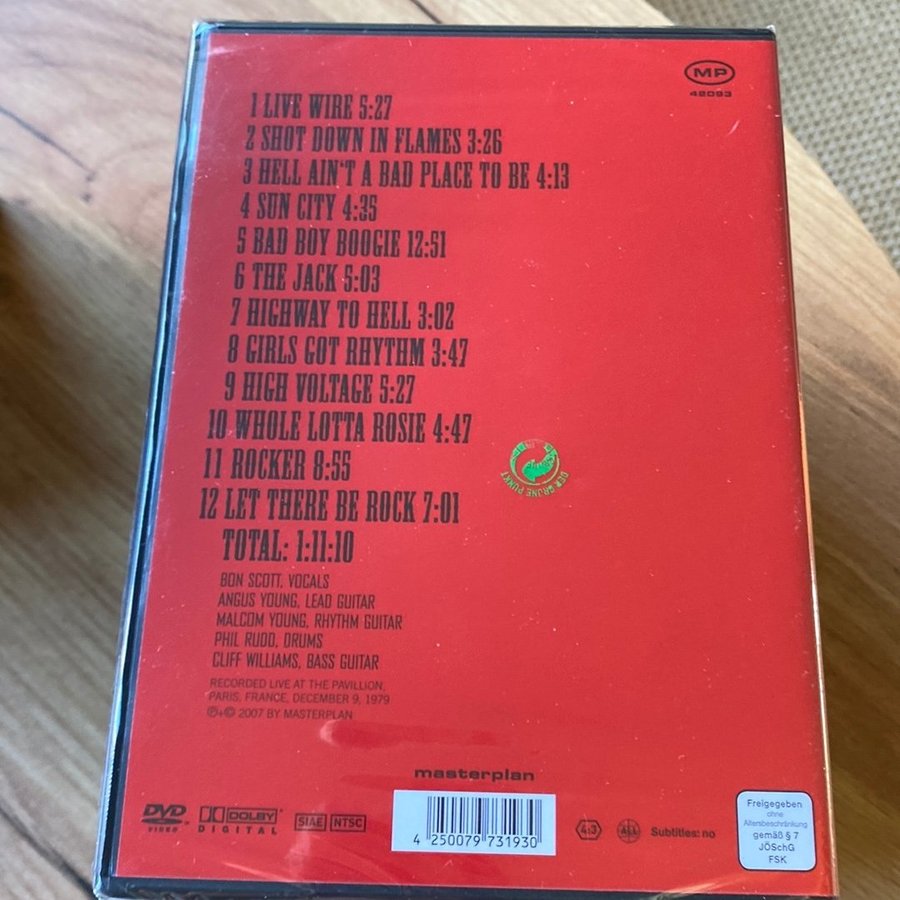 MP
42093
1 LIVE WIRE 5:27
2 SHOT DOWN IN FLAMES 3:26
3 HELL AIN'T A BAD PLACE TO BE 4:13
4 SUN CITY 4:35
5 BAD BOY BOOGIE 12:51
6 THE JACK 5:03
7 HIGHWAY TO HELL 3:02
8 GIRLS GOT RHYTHM 3:47
9 HIGH VOLTAGE 5:27
10 WHOLE LOTTA ROSIE 4:47
11 ROCKER 8:55
12 LET THERE BE ROCK 7:01
TOTAL: 1:11:10
DER GRÜNE PUNKT
BON SCOTT, VOCALS
ANGUS YOUNG, LEAD GUITAR
MALCOM YOUNG, RHYTHM GUITAR
PHIL RUDD, DRUMS
CLIFF WILLIAMS, BASS GUITAR
RECORDED LIVE AT THE PAVILLION,
PARIS, FRANCE, DECEMBER 9, 1979
℗+© 2007 BY MASTERPLAN
masterplan
DVD VIDEO
DOLBY DIGITAL
SIAE NTSC
4 250079 731930
4:3
ALL
Subtitles: no
Freigegeben
ohne
Altersbeschränkung
gemäß § 7
JÖSchG
FSK